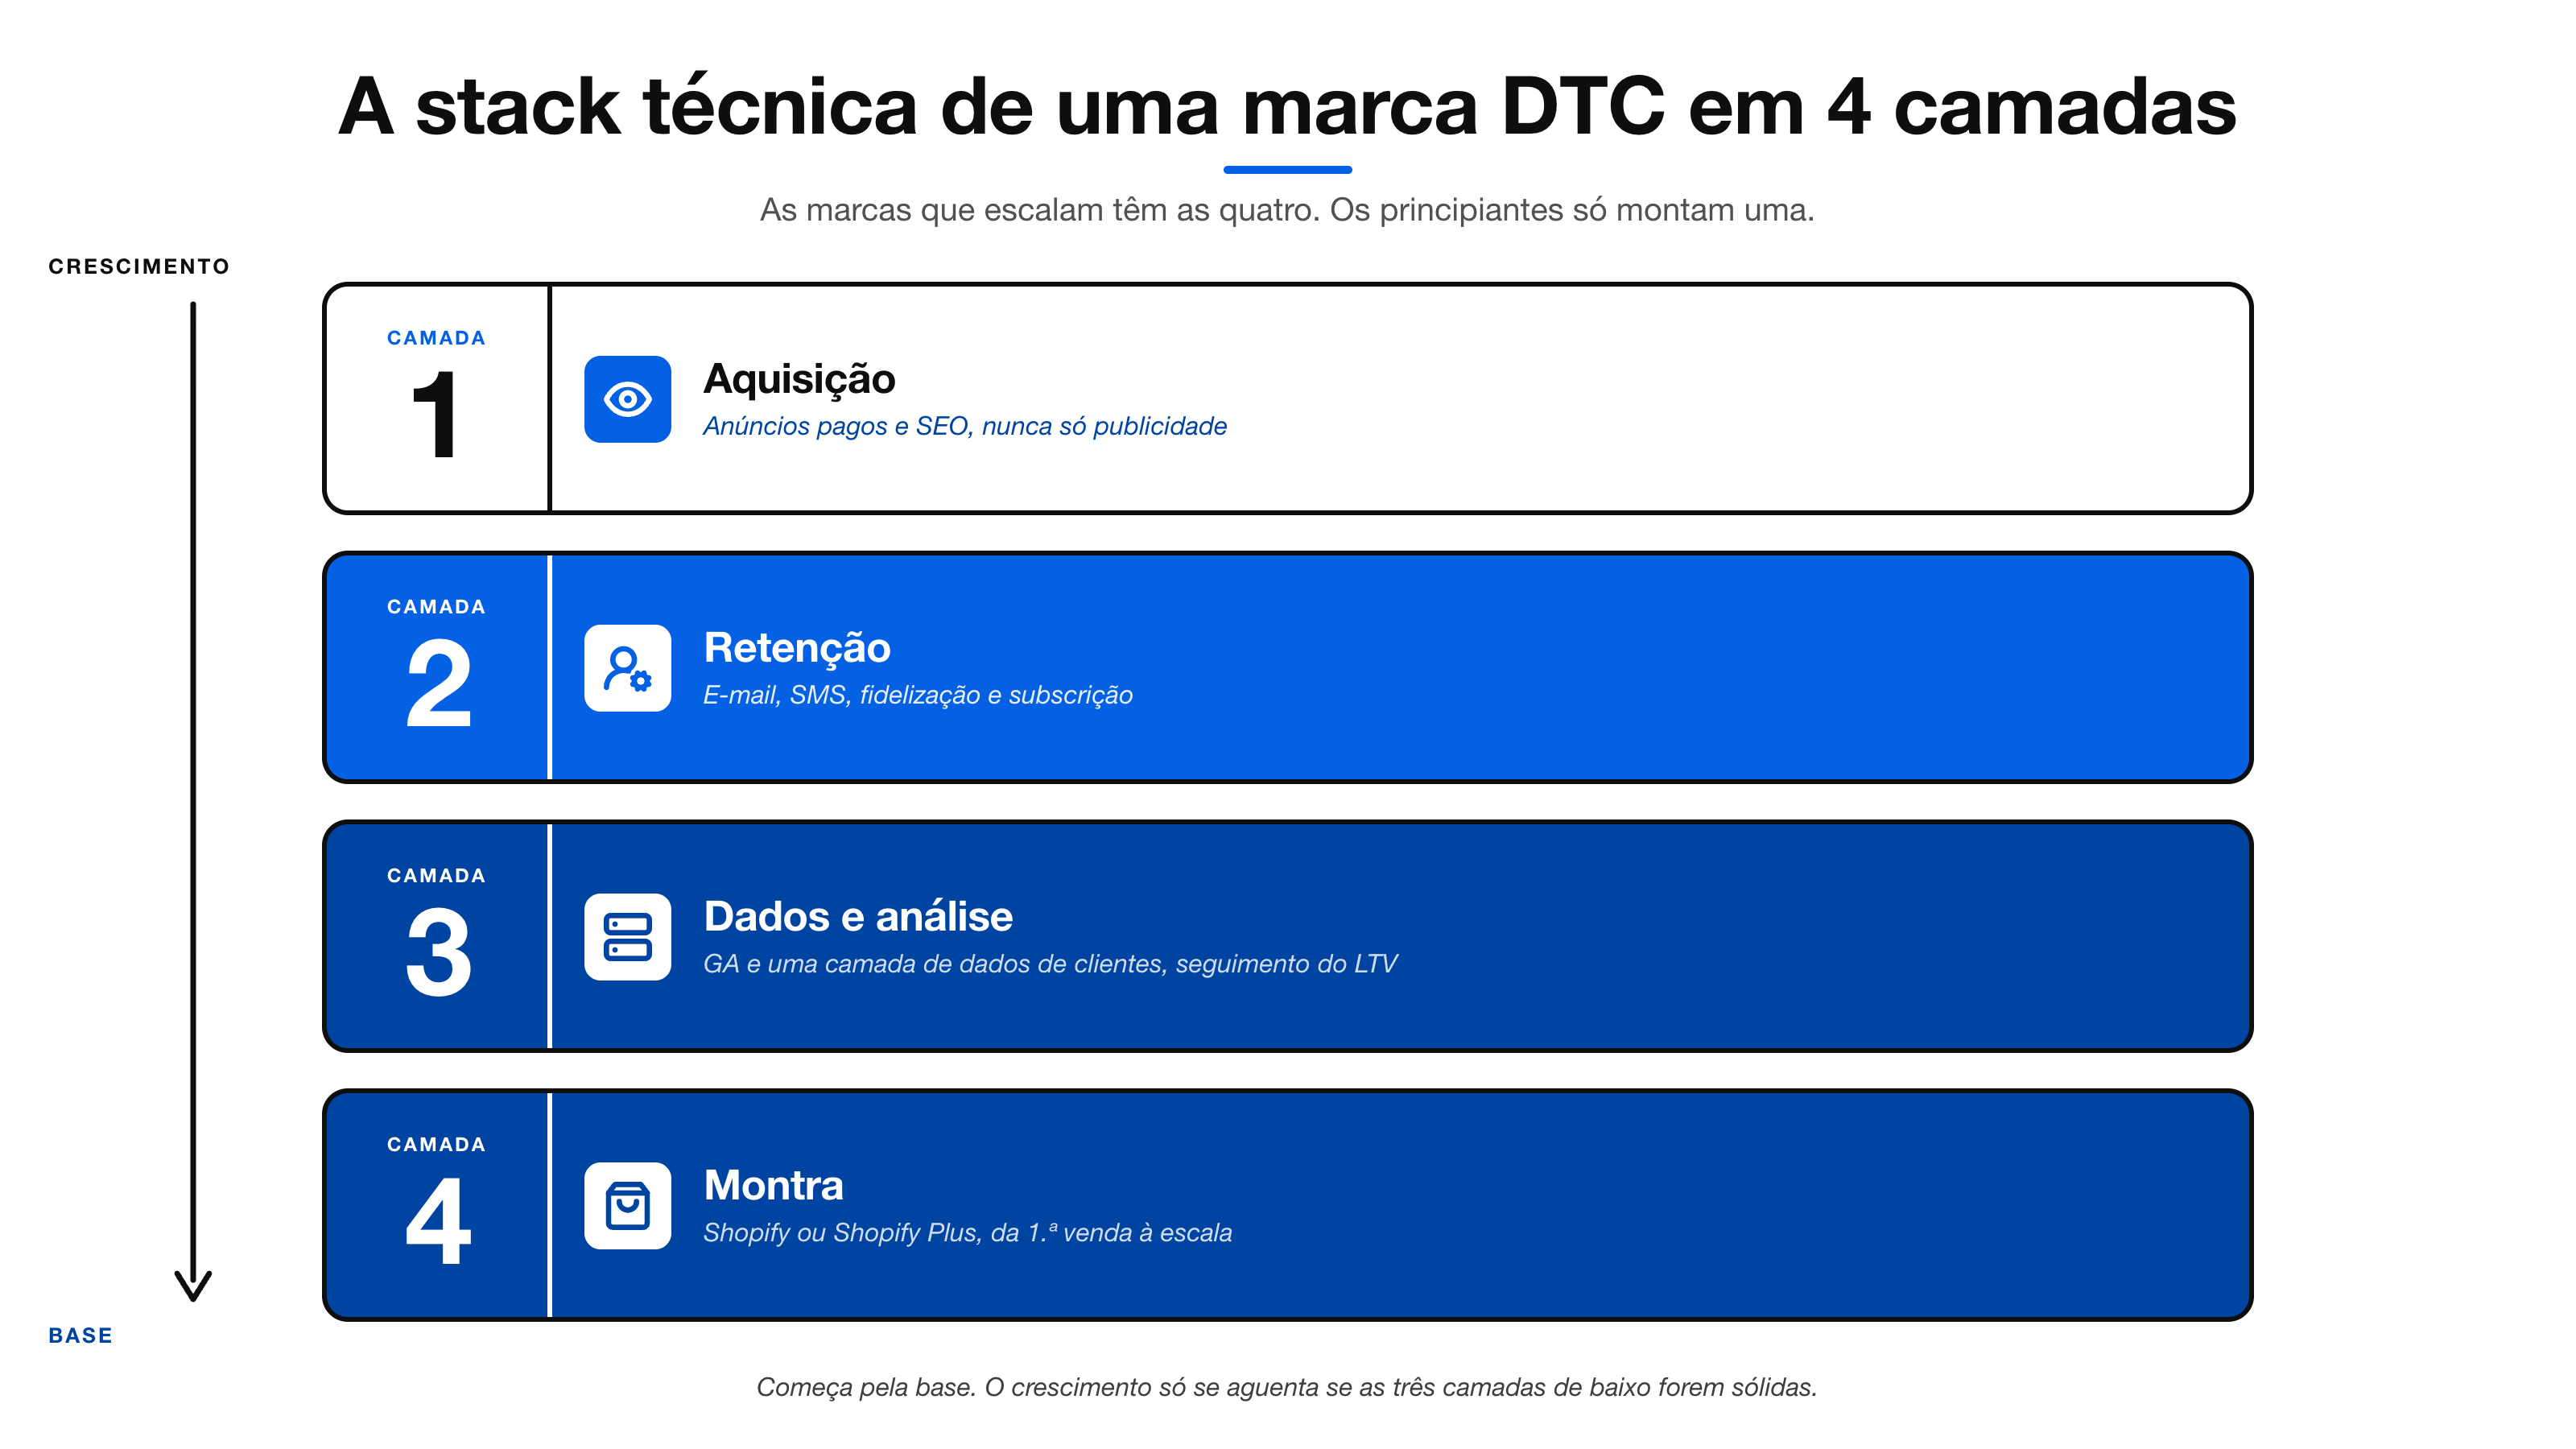 A stack técnica de uma marca DTC em 4 camadas
As marcas que escalam têm as quatro. Os principiantes só montam uma.
CRESCIMENTO
CAMADA
1
Aquisição
Anúncios pagos e SEO, nunca só publicidade
CAMADA
2
Retenção
E-mail, SMS, fidelização e subscrição
CAMADA
3
Dados e análise
GA e uma camada de dados de clientes, seguimento do LTV
CAMADA
4
Montra
Shopify ou Shopify Plus, da 1.ª venda à escala
BASE
Começa pela base. O crescimento só se aguenta se as três camadas de baixo forem sólidas.